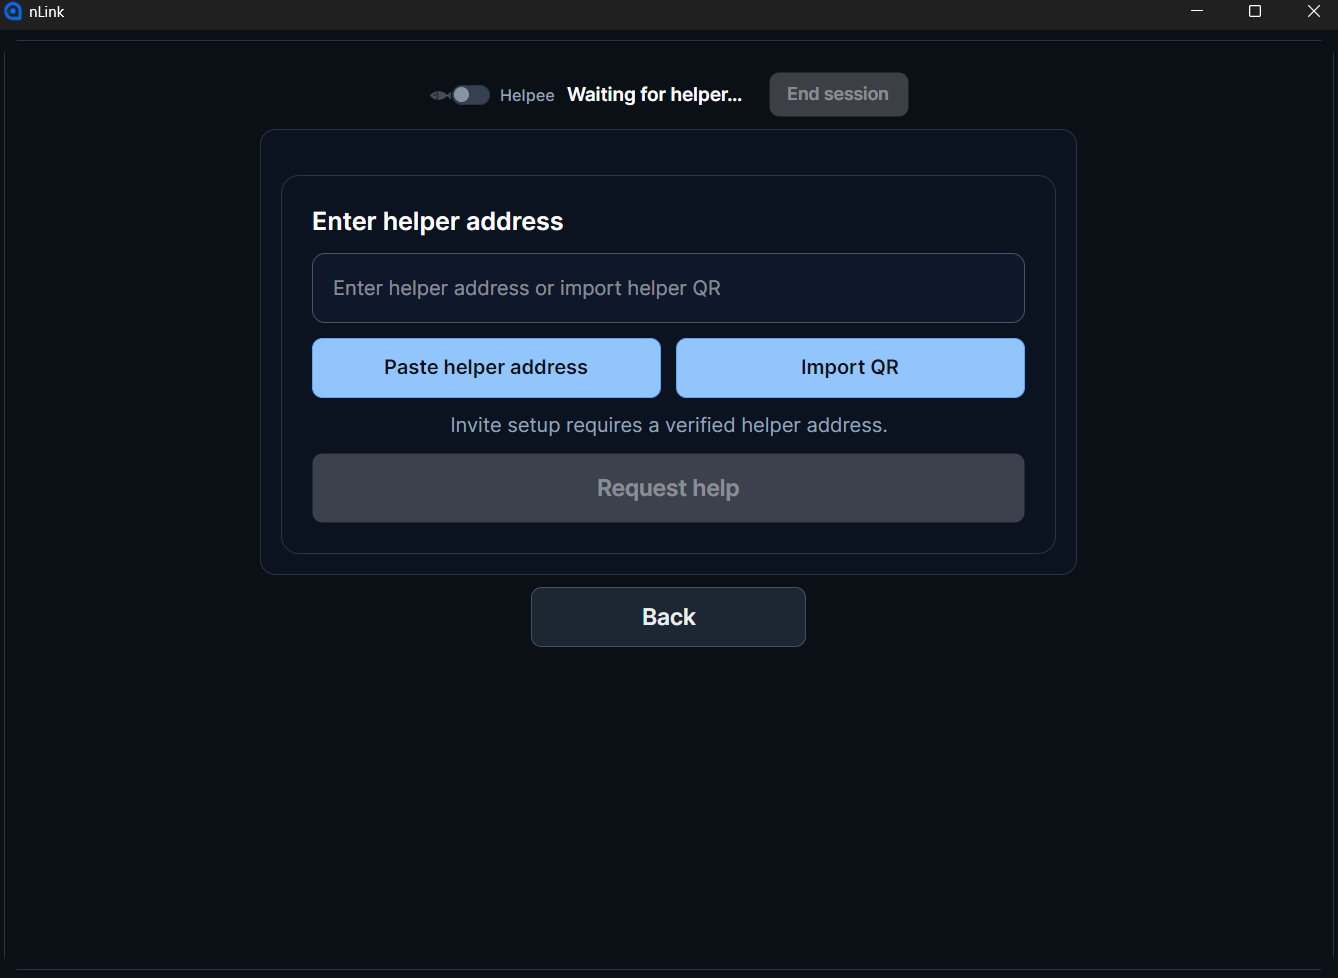 nLink
Helpee Waiting for helper... End session
Enter helper address
Enter helper address or import helper QR
Paste helper address Import QR
Invite setup requires a verified helper address.
Request help
Back